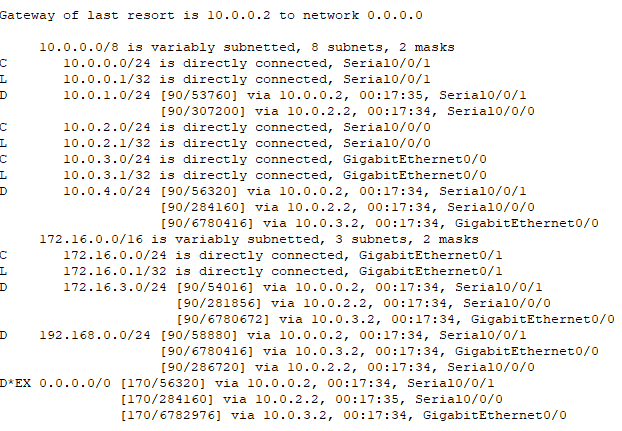 Gateway of last resort is 10.0.0.2 to network 0.0.0.0
10.0.0.0/8 is variably subnetted, 8 subnets, 2 masks
C 10.0.0.0/24 is directly connected, Serial0/0/1
L 10.0.0.1/32 is directly connected, Serial0/0/1
D 10.0.1.0/24 [90/53760] via 10.0.0.2, 00:17:35, Serial0/0/1
[90/307200] via 10.0.2.2, 00:17:34, Serial0/0/0
C 10.0.2.0/24 is directly connected, Serial0/0/0
L 10.0.2.1/32 is directly connected, Serial0/0/0
C 10.0.3.0/24 is directly connected, GigabitEthernet0/0
L 10.0.3.1/32 is directly connected, GigabitEthernet0/0
D 10.0.4.0/24 [90/56320] via 10.0.0.2, 00:17:34, Serial0/0/1
[90/284160] via 10.0.2.2, 00:17:34, Serial0/0/0
[90/6780416] via 10.0.3.2, 00:17:34, GigabitEthernet0/0
172.16.0.0/16 is variably subnetted, 3 subnets, 2 masks
C 172.16.0.0/24 is directly connected, GigabitEthernet0/1
L 172.16.0.1/32 is directly connected, GigabitEthernet0/1
D 172.16.3.0/24 [90/54016] via 10.0.0.2, 00:17:34, Serial0/0/1
[90/281856] via 10.0.2.2, 00:17:34, Serial0/0/0
[90/6780672] via 10.0.3.2, 00:17:34, GigabitEthernet0/0
D 192.168.0.0/24 [90/58880] via 10.0.0.2, 00:17:34, Serial0/0/1
[90/6780416] via 10.0.3.2, 00:17:34, GigabitEthernet0/0
[90/286720] via 10.0.2.2, 00:17:34, Serial0/0/0
D*EX 0.0.0.0/0 [170/56320] via 10.0.0.2, 00:17:34, Serial0/0/1
[170/284160] via 10.0.2.2, 00:17:35, Serial0/0/0
[170/6782976] via 10.0.3.2, 00:17:34, GigabitEthernet0/0